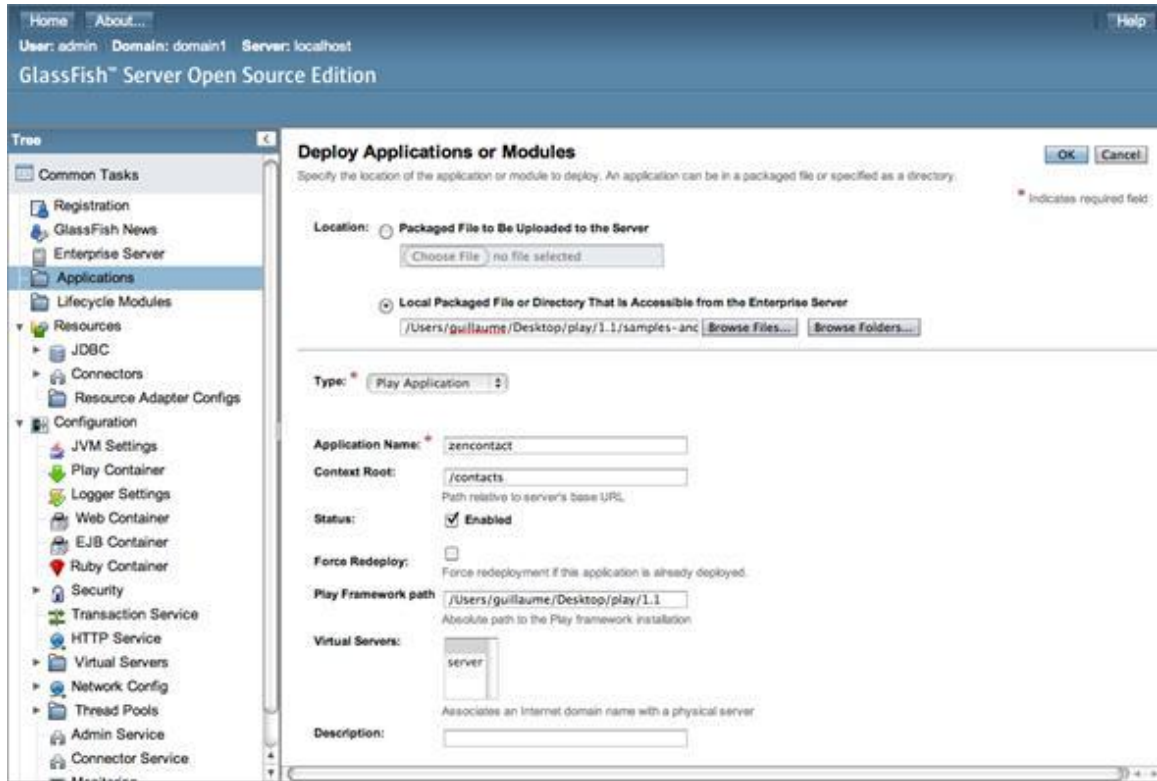 Home About... Help
User: admin Domain: domain1 Server: localhost
GlassFish™ Server Open Source Edition
Tree
Common Tasks
Registration
GlassFish News
Enterprise Server
Applications
Lifecycle Modules
Resources
JDBC
Connectors
Resource Adapter Configs
Configuration
JVM Settings
Play Container
Logger Settings
Web Container
EJB Container
Ruby Container
Security
Transaction Service
HTTP Service
Virtual Servers
Network Config
Thread Pools
Admin Service
Connector Service
Deploy Applications or Modules
OK Cancel
Specify the location of the application or module to deploy. An application can be in a packaged file or specified as a directory.
* Indicates required field
Location: Packaged File to Be Uploaded to the Server
Choose File no file selected
Local Packaged File or Directory That Is Accessible from the Enterprise Server
/Users/guillaume/Desktop/play/1.1/samples-anc Browse Files... Browse Folders...
Type: * Play Application
Application Name: * zencontact
Context Root: /contacts
Path relative to server's base URL.
Status: Enabled
Force Redeploy:
Force redeployment if this application is already deployed.
Play Framework path /Users/guillaume/Desktop/play/1.1
Absolute path to the Play framework installation
Virtual Servers:
server
Associates an Internet domain name with a physical server
Description: